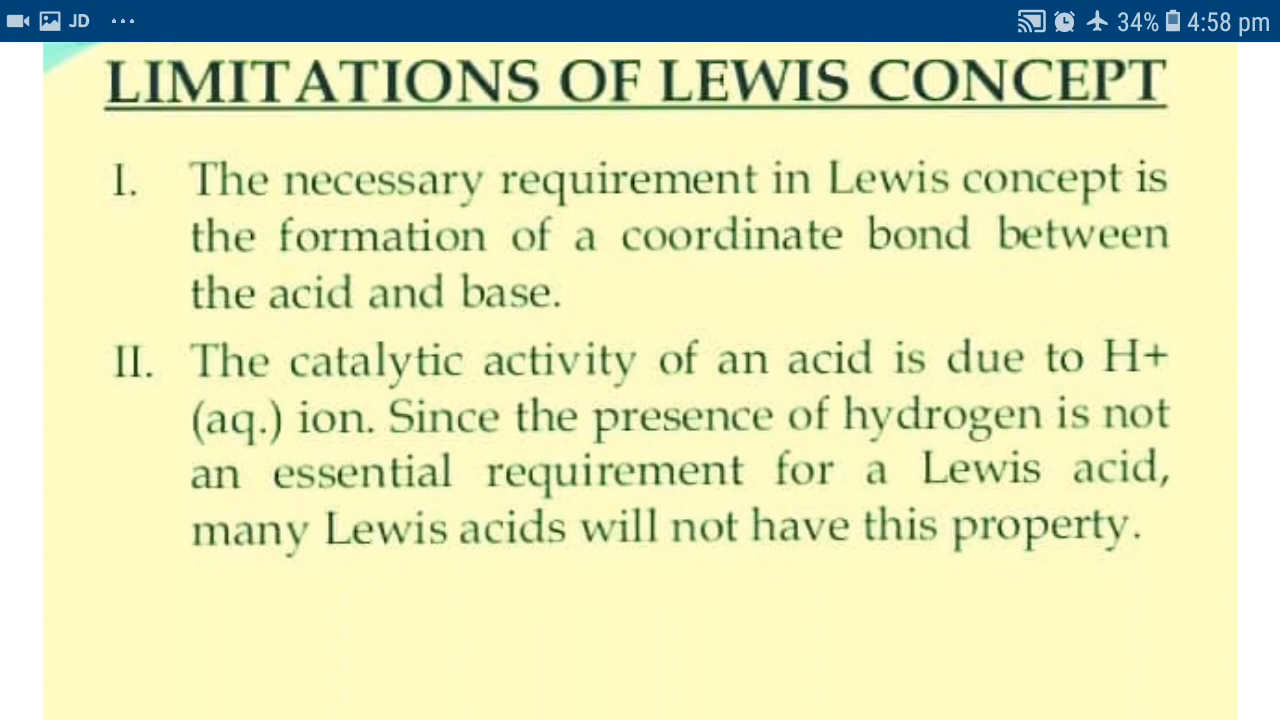 JD ... 34% 4:58 pm
LIMITATIONS OF LEWIS CONCEPT
I. The necessary requirement in Lewis concept is
the formation of a coordinate bond between
the acid and base.
II. The catalytic activity of an acid is due to H+
(aq.) ion. Since the presence of hydrogen is not
an essential requirement for a Lewis acid,
many Lewis acids will not have this property.